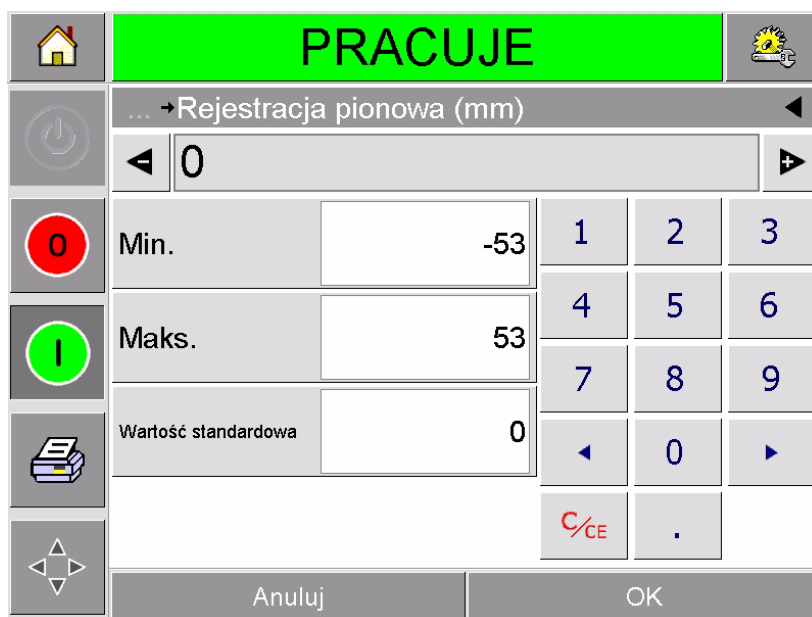 PRACUJE
... →Rejestracja pionowa (mm)
0
Min. -53
Maks. 53
Wartość standardowa 0
1 2 3
4 5 6
7 8 9
0
C/CE .
0
I
Anuluj OK